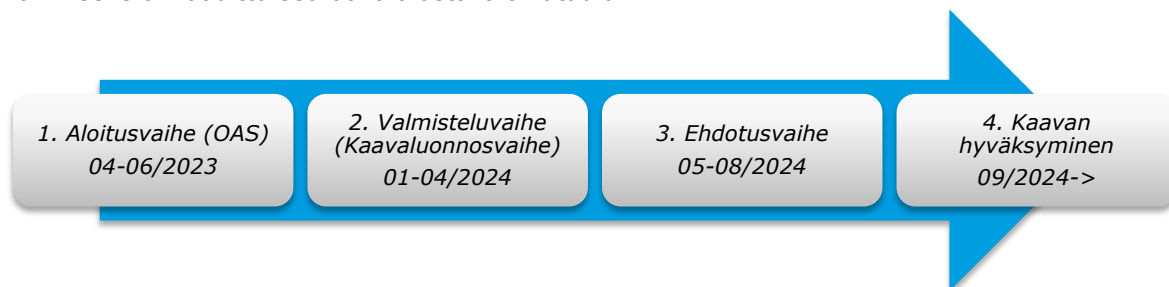 1. Aloitusvaihe (OAS)
04-06/2023
2. Valmisteluvaihe
(Kaavaluonnosvaihe)
01-04/2024
3. Ehdotusvaihe
05-08/2024
4. Kaavan
hyväksyminen
09/2024->